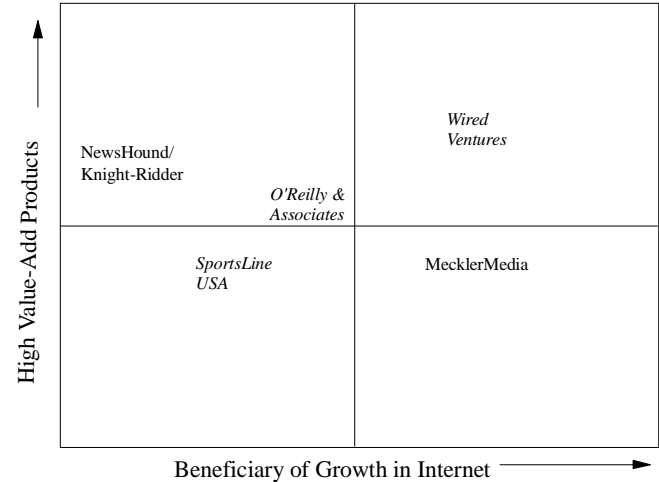 High Value-Add Products
Wired
Ventures
NewsHound/
Knight-Ridder
O'Reilly &
Associates
SportsLine
USA
MecklerMedia
Beneficiary of Growth in Internet